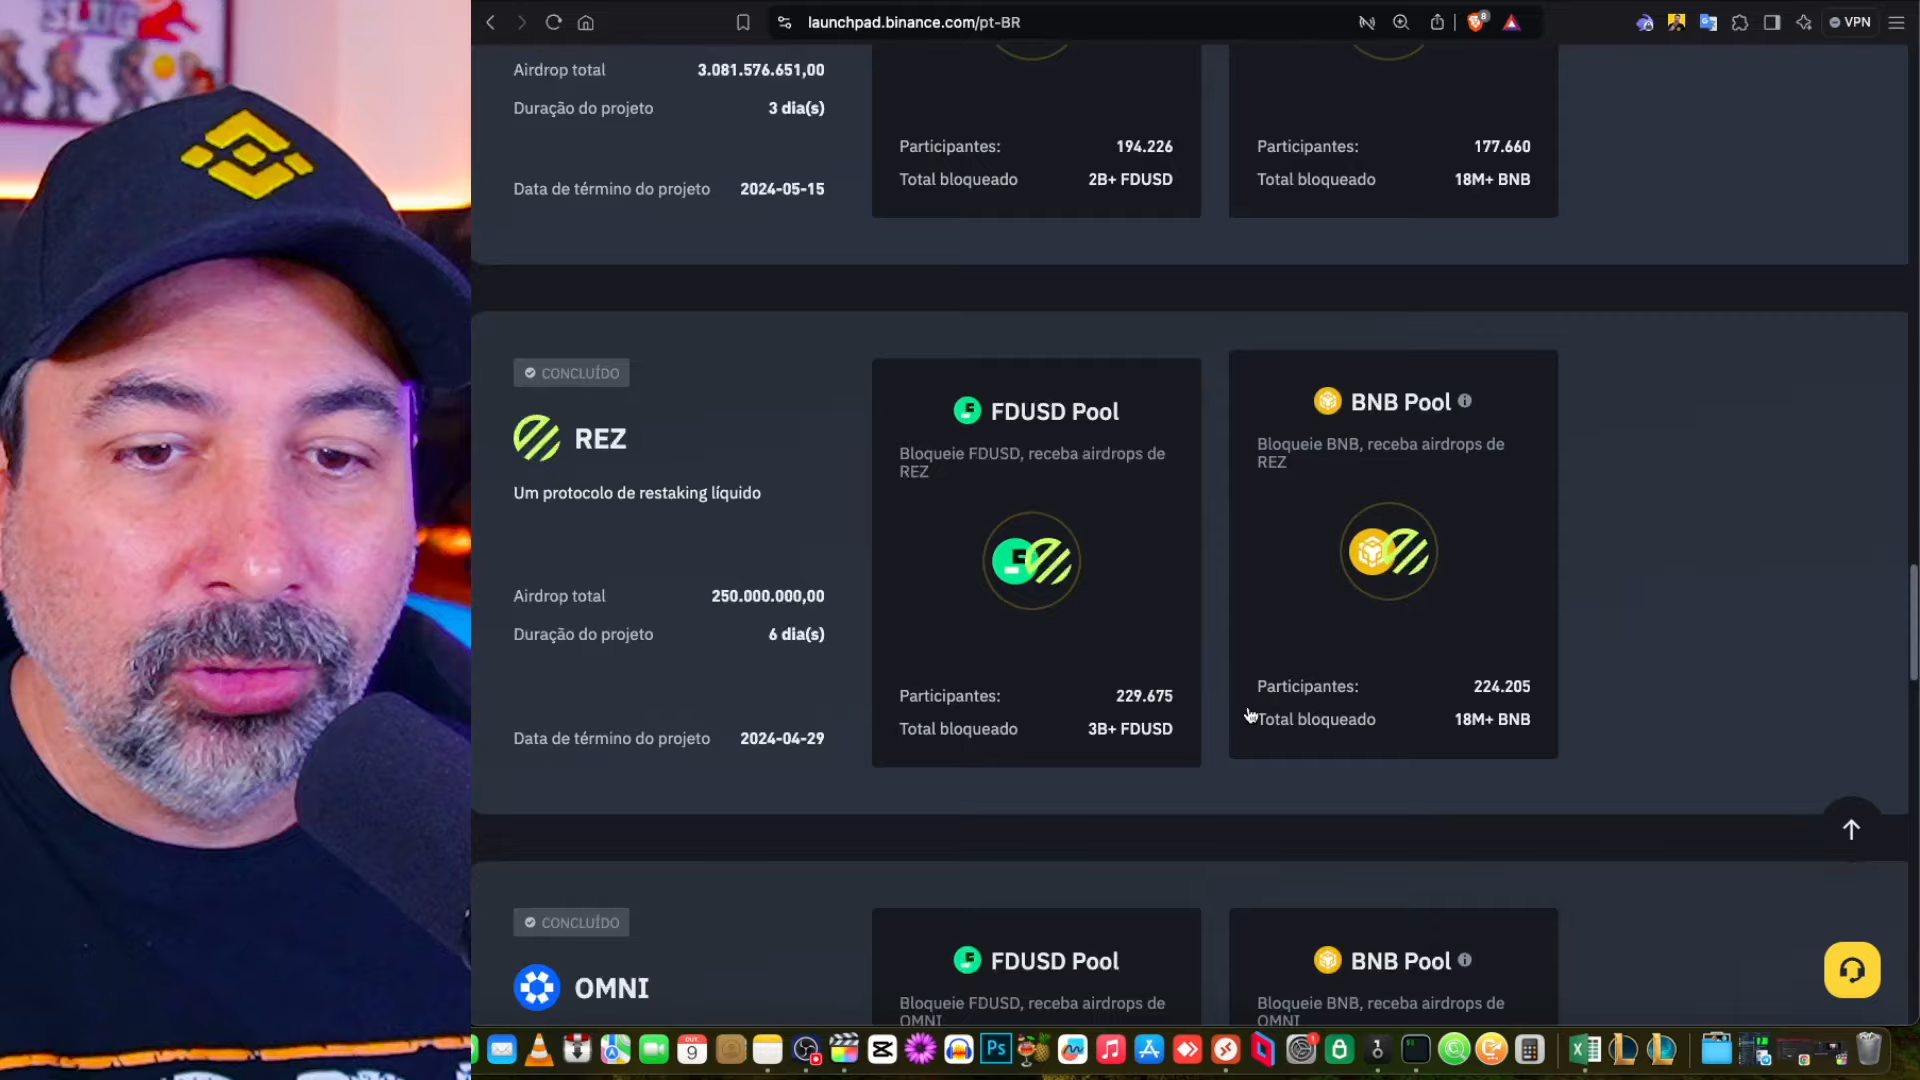 SLUG
launchpad.binance.com/pt-BR
8
VPN
Airdrop total 3.081.576.651,00
Duração do projeto 3 dia(s)
Data de término do projeto 2024-05-15
Participantes: 194.226
Total bloqueado 2B+ FDUSD
Participantes: 177.660
Total bloqueado 18M+ BNB
CONCLUÍDO
REZ
Um protocolo de restaking líquido
Airdrop total 250.000.000,00
Duração do projeto 6 dia(s)
Data de término do projeto 2024-04-29
FDUSD Pool
Bloqueie FDUSD, receba airdrops de
REZ
Participantes: 229.675
Total bloqueado 3B+ FDUSD
BNB Pool
Bloqueie BNB, receba airdrops de
REZ
Participantes: 224.205
Total bloqueado 18M+ BNB
CONCLUÍDO
OMNI
FDUSD Pool
Bloqueie FDUSD, receba airdrops de
OMNI
BNB Pool
Bloqueie BNB, receba airdrops de
OMNI
9
Ps